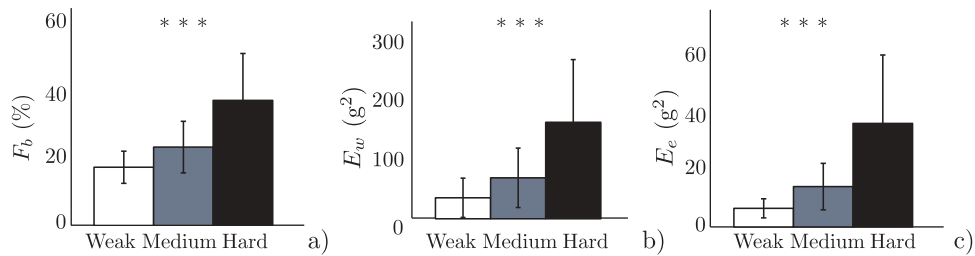 60
40
20
0
F_b (%)
* * *
Weak Medium Hard
a)
300
200
100
0
E_w (g²)
* * *
Weak Medium Hard
b)
60
40
20
0
E_e (g²)
* * *
Weak Medium Hard
c)